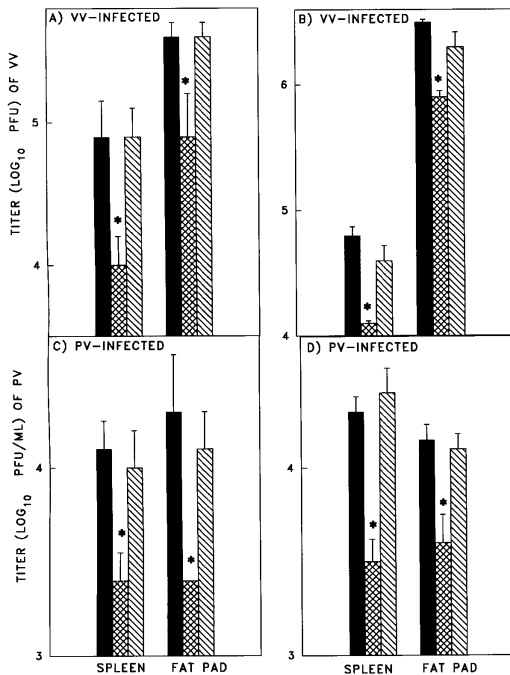 A) VV-INFECTED
B) VV-INFECTED
TITER (LOG10 PFU) OF VV
5
4
6
5
4
*
*
*
*
C) PV-INFECTED
D) PV-INFECTED
TITER (LOG10 PFU/ML) OF PV
4
3
4
3
*
*
*
*
SPLEEN FAT PAD
SPLEEN FAT PAD